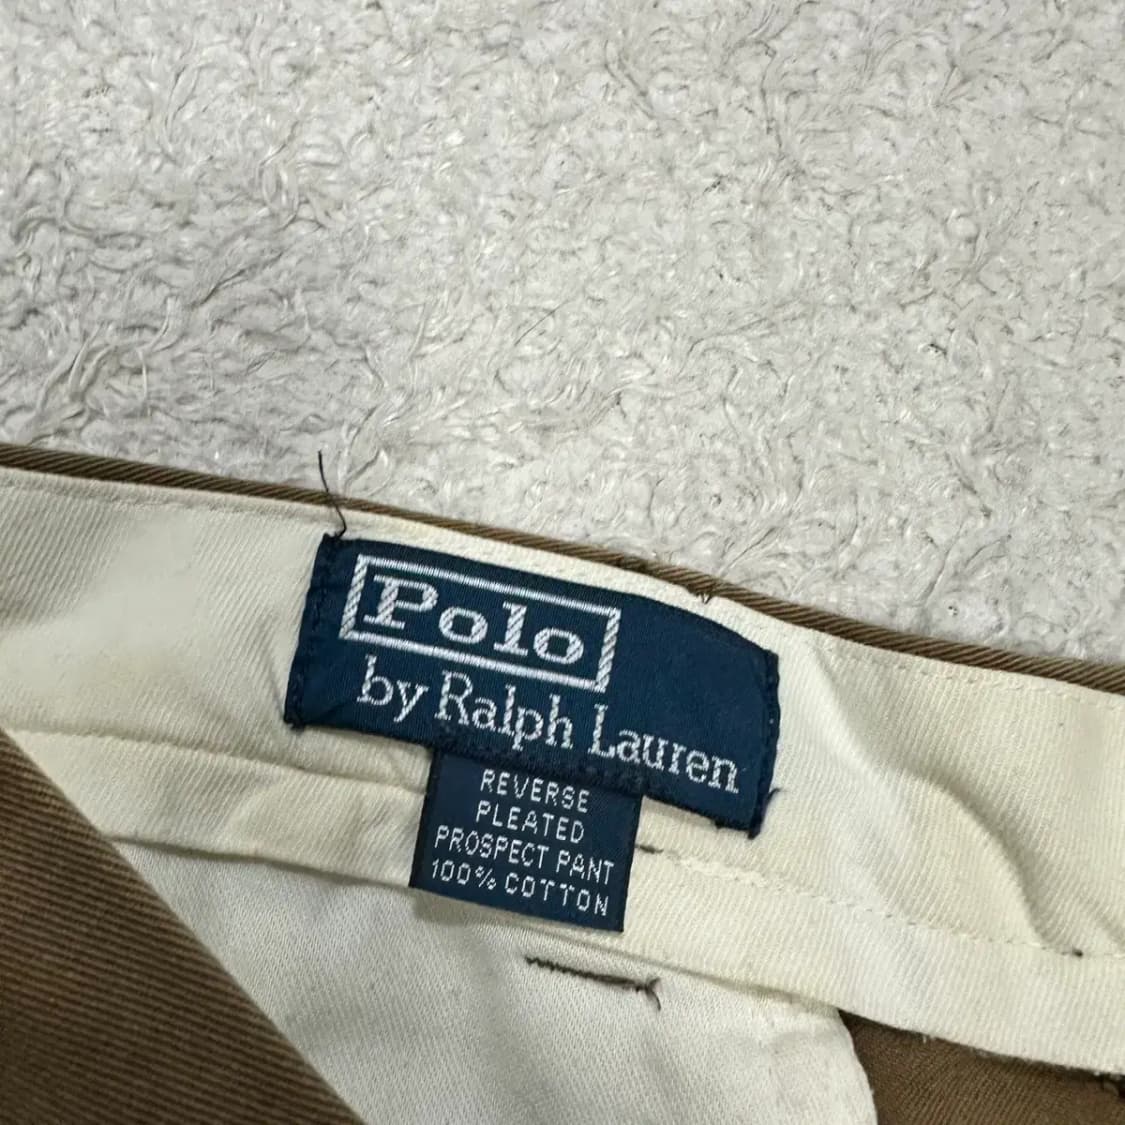 Polo
by Ralph Lauren
REVERSE
PLEATED
PROSPECT PANT
100% COTTON